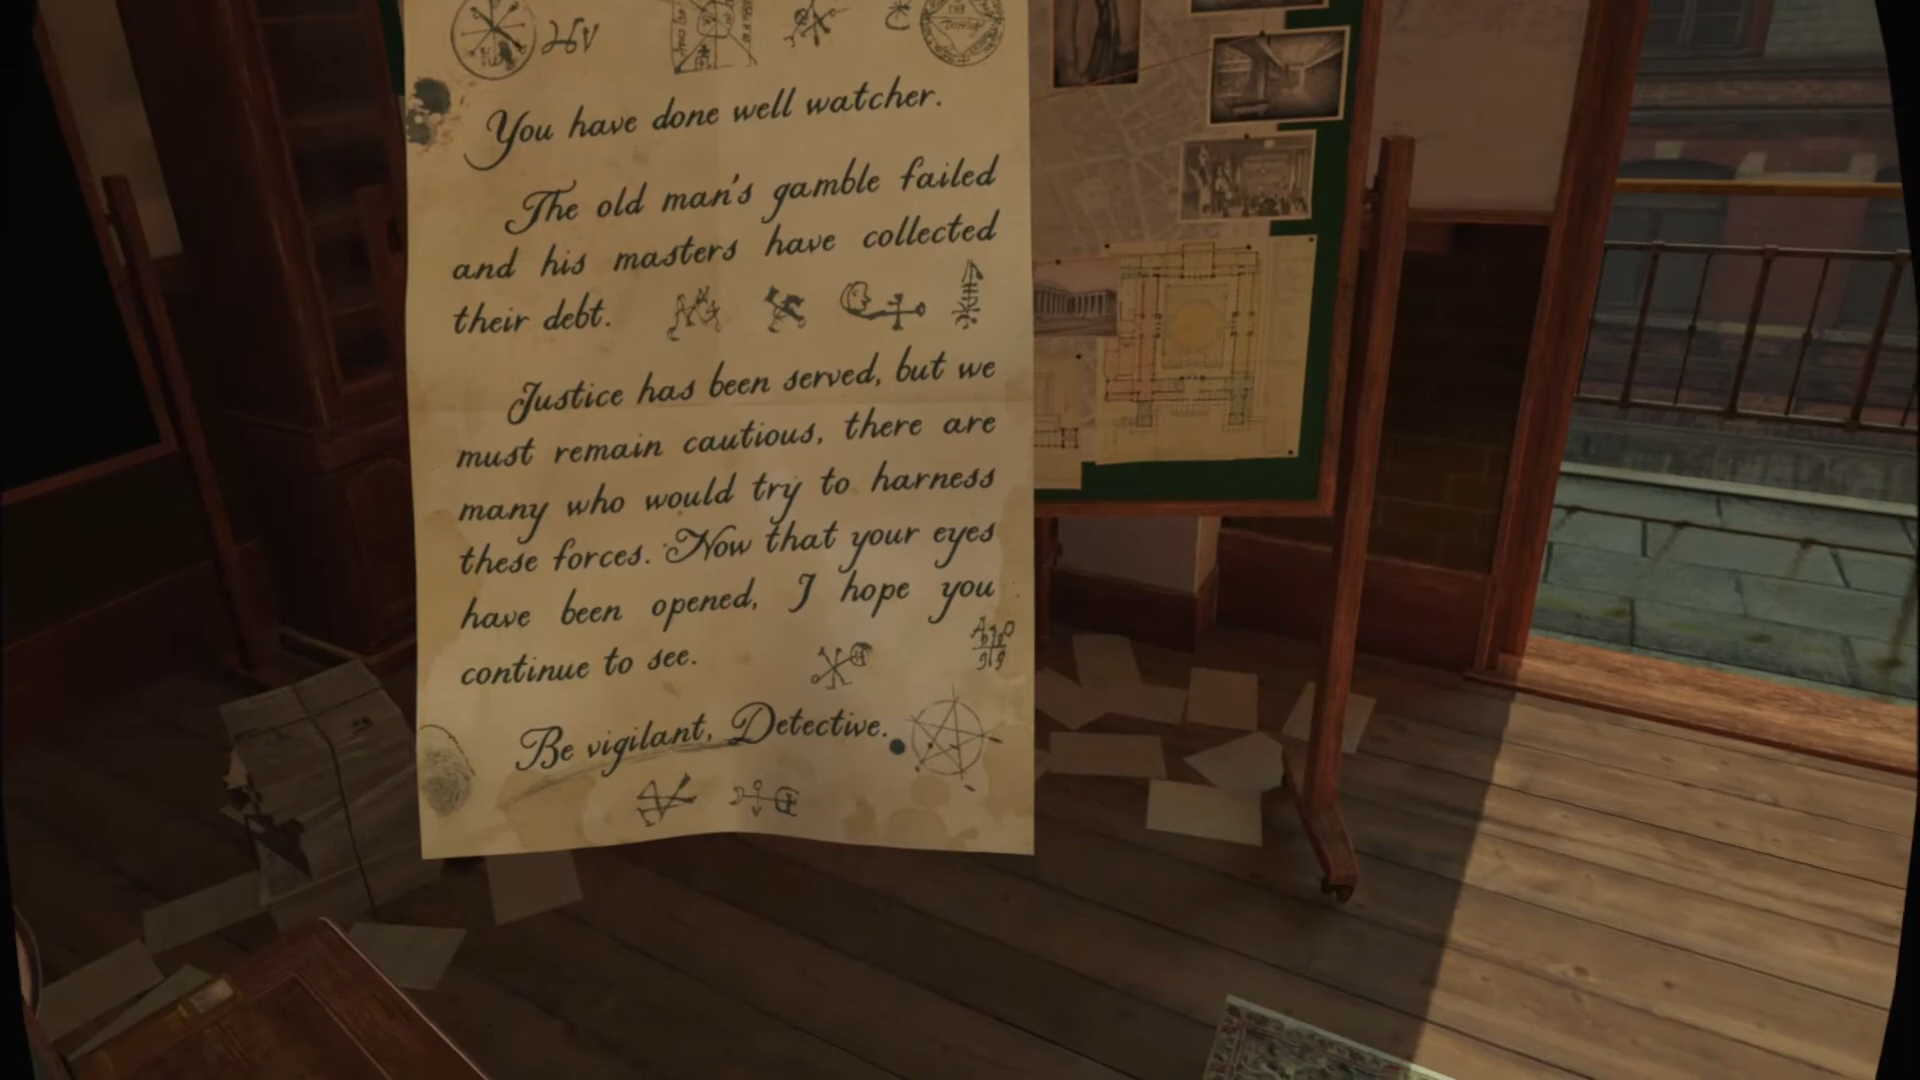 You have done well watcher.
The old man's gamble failed
and his masters have collected
their debt.
Justice has been served, but we
must remain cautious, there are
many who would try to harness
these forces. Now that your eyes
have been opened, I hope you
continue to see.
Be vigilant, Detective.